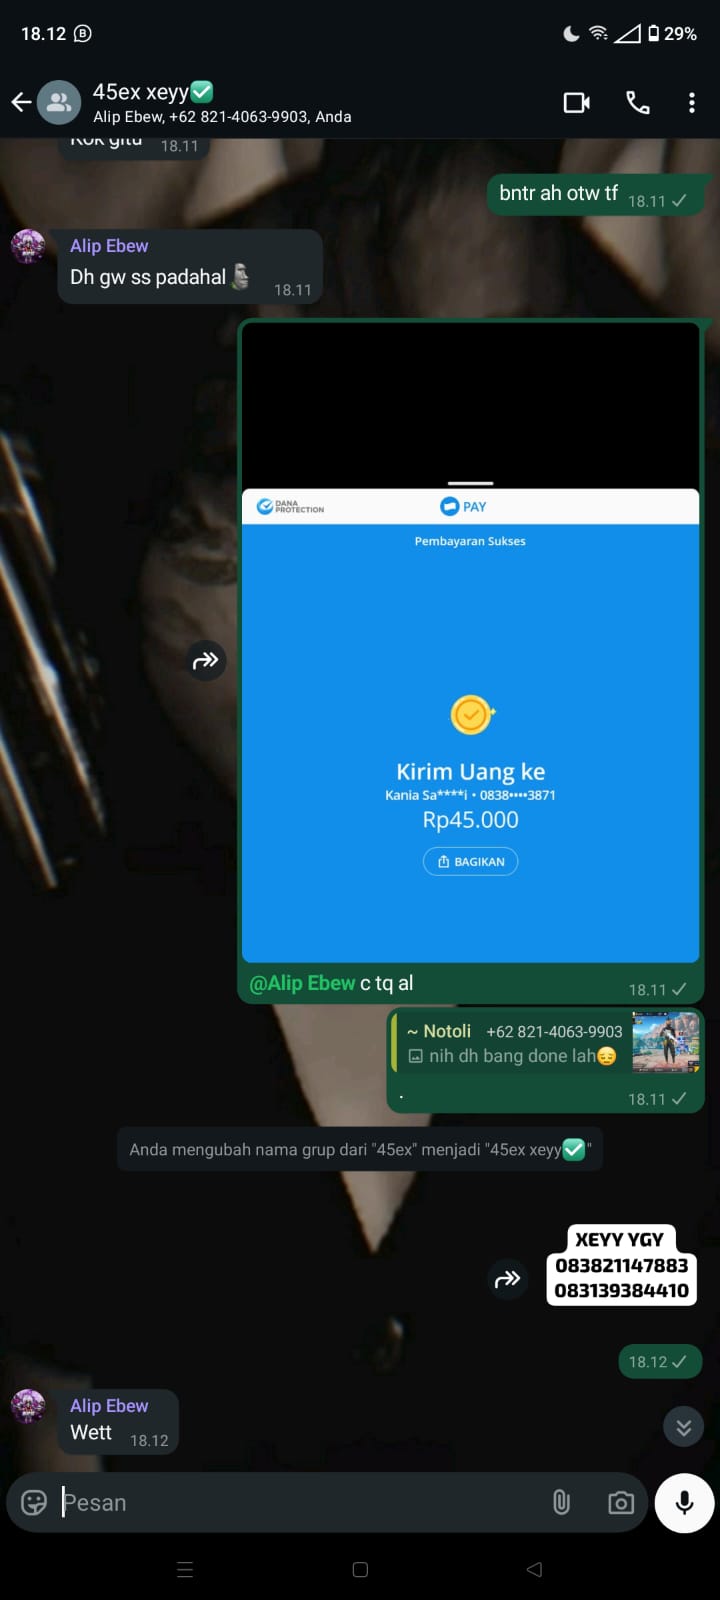 18.12
29%
45ex xeyy✅
Alip Ebew, +62 821-4063-9903, Anda
Kok gitu 18.11
bntr ah otw tf 18.11
Alip Ebew
Dh gw ss padahal🗿 18.11
DANA PROTECTION
PAY
Pembayaran Sukses
Kirim Uang ke
Kania Sa****i • 0838••••3871
Rp45.000
BAGIKAN
@Alip Ebew c tq al 18.11
~ Notoli +62 821-4063-9903
nih dh bang done lah😔
. 18.11
Anda mengubah nama grup dari "45ex" menjadi "45ex xeyy✅"
XEYY YGY
083821147883
083139384410
18.12
Alip Ebew
Wett 18.12
Pesan